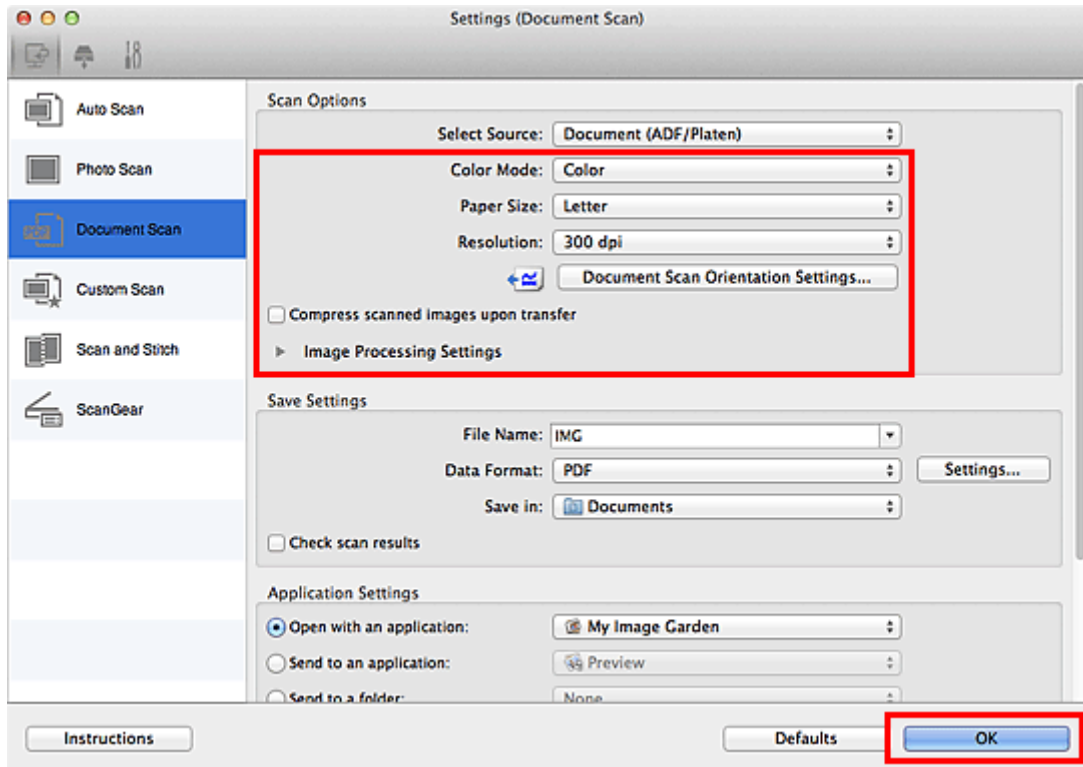 Settings (Document Scan)
Auto Scan
Photo Scan
PDF
Document Scan
Custom Scan
Scan and Stitch
ScanGear
Scan Options
Select Source: Document (ADF/Platen)
Color Mode: Color
Paper Size: Letter
Resolution: 300 dpi
Document Scan Orientation Settings...
Compress scanned images upon transfer
Image Processing Settings
Save Settings
File Name: IMG
Data Format: PDF Settings...
Save in: Documents
Check scan results
Application Settings
Open with an application: My Image Garden
Send to an application: Preview
Send to a folder: None
Instructions Defaults OK